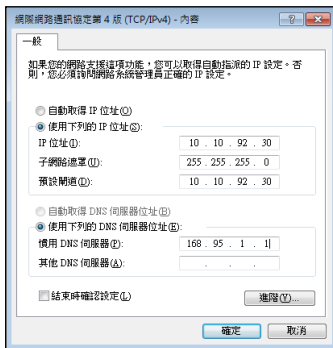 網際網路通訊協定第 4 版 (TCP/IPv4) - 內容
一般
如果您的網路支援這項功能，您可以取得自動指派的 IP 設定。否
則，您必須詢問網路系統管理員正確的 IP 設定。
自動取得 IP 位址(O)
使用下列的 IP 位址(S):
IP 位址(I): 10 . 10 . 92 . 30
子網路遮罩(U): 255 . 255 . 255 . 0
預設閘道(D): 10 . 10 . 92 . 30
自動取得 DNS 伺服器位址(B)
使用下列的 DNS 伺服器位址(E):
慣用 DNS 伺服器(P): 168 . 95 . 1 . 1
其他 DNS 伺服器(A): . . .
結束時確認設定(L)
進階(V)...
確定 取消